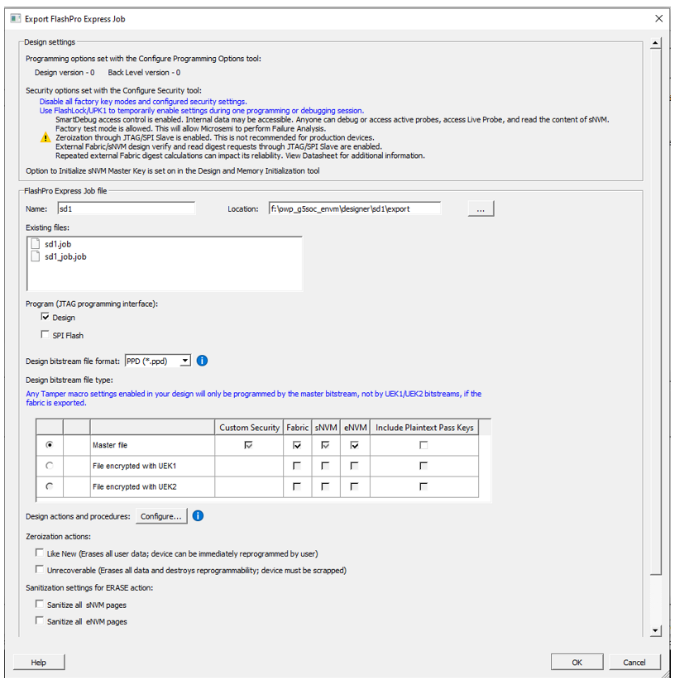 Export FlashPro Express Job
Design settings
Programming options set with the Configure Programming Options tool:
Design version - 0 Back Level version - 0
Security options set with the Configure Security tool:
Disable all factory key modes and configured security settings.
Use FlashLock/UPK1 to temporarily enable settings during one programming or debugging session.
SmartDebug access control is enabled. Internal data may be accessible. Anyone can debug or access active probes, access Live Probe, and read the content of sNVM.
Factory test mode is allowed. This will allow Microsemi to perform Failure Analysis.
Zeroization through JTAG/SPI Slave is enabled. This is not recommended for production devices.
External Fabric/sNVM design verify and read digest requests through JTAG/SPI Slave are enabled.
Repeated external Fabric digest calculations can impact its reliability. View Datasheet for additional information.
Option to Initialize sNVM Master Key is set on in the Design and Memory Initialization tool
FlashPro Express Job file
Name: sd1 Location: f:\pwp_g5soc_envm\designer\sd1\export ...
Existing files:
sd1.job
sd1_job.job
Program (JTAG programming interface):
Design
SPI Flash
Design bitstream file format: PPD (*.ppd)
Design bitstream file type:
Any Tamper macro settings enabled in your design will only be programmed by the master bitstream, not by UEK1/UEK2 bitstreams, if the
fabric is exported.
Custom Security Fabric sNVM eNVM Include Plaintext Pass Keys
Master file
File encrypted with UEK1
File encrypted with UEK2
Design actions and procedures: Configure...
Zeroization actions:
Like New (Erases all user data; device can be immediately reprogrammed by user)
Unrecoverable (Erases all data and destroys reprogrammability; device must be scrapped)
Sanitization settings for ERASE action:
Sanitize all sNVM pages
Sanitize all eNVM pages
Help OK Cancel